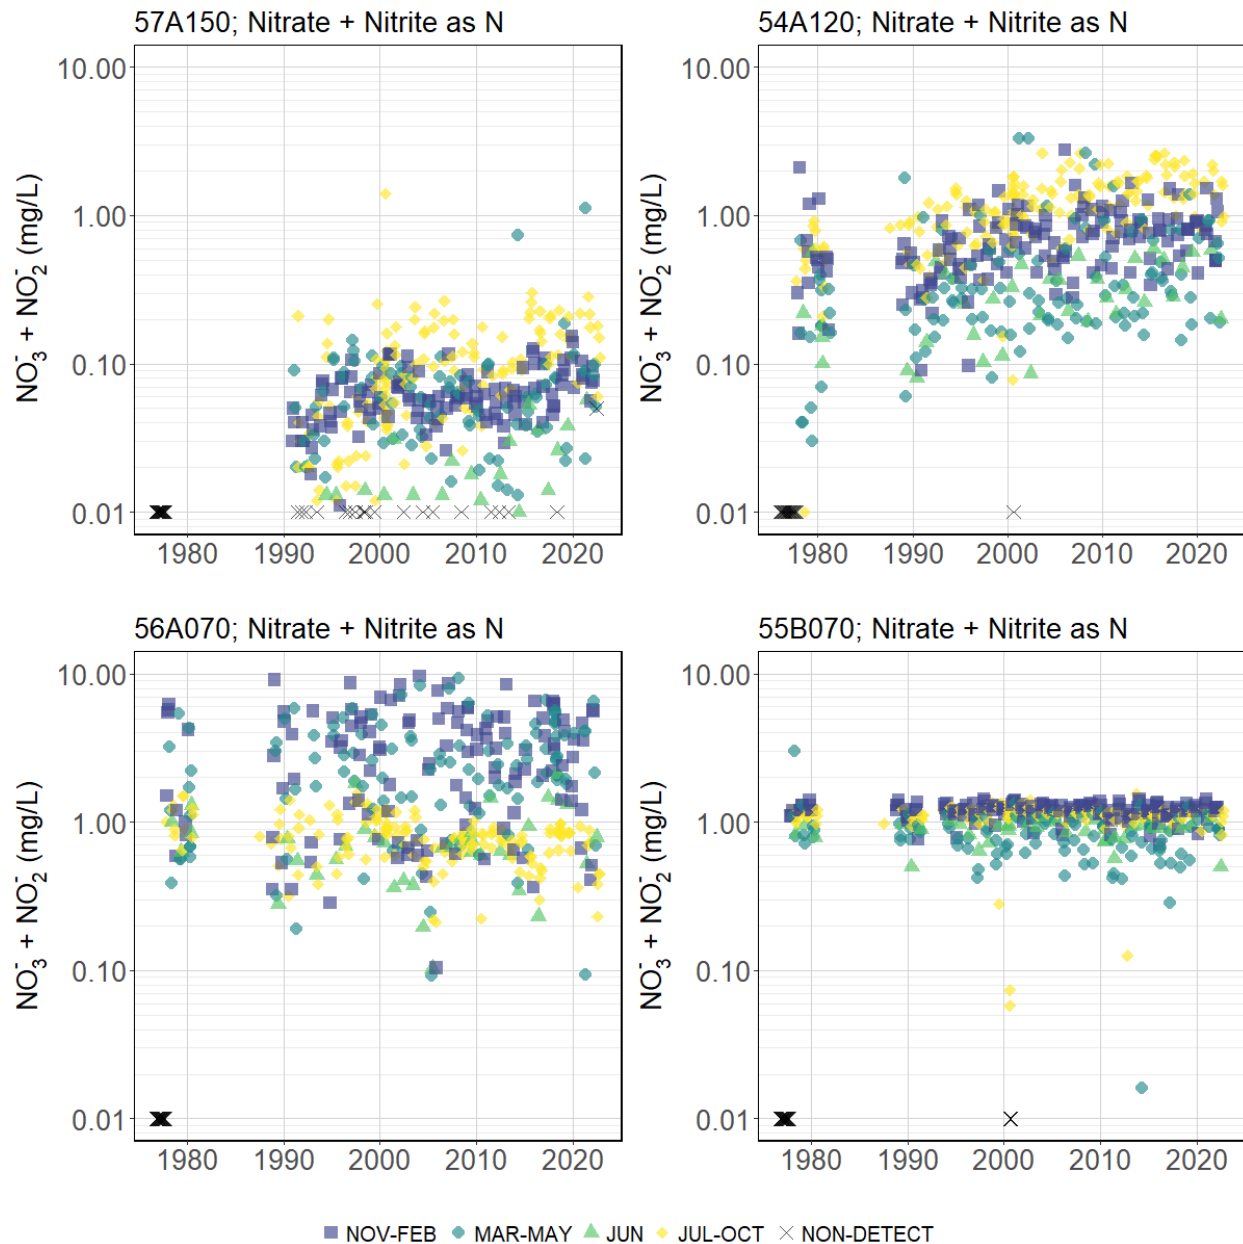 57A150; Nitrate + Nitrite as N
54A120; Nitrate + Nitrite as N
NO₃⁻ + NO₂⁻ (mg/L)
10.00
1.00
0.10
0.01
1980 1990 2000 2010 2020
NO₃⁻ + NO₂⁻ (mg/L)
10.00
1.00
0.10
0.01
1980 1990 2000 2010 2020
56A070; Nitrate + Nitrite as N
55B070; Nitrate + Nitrite as N
NO₃⁻ + NO₂⁻ (mg/L)
10.00
1.00
0.10
0.01
1980 1990 2000 2010 2020
NO₃⁻ + NO₂⁻ (mg/L)
10.00
1.00
0.10
0.01
1980 1990 2000 2010 2020
NOV-FEB MAR-MAY JUN JUL-OCT NON-DETECT